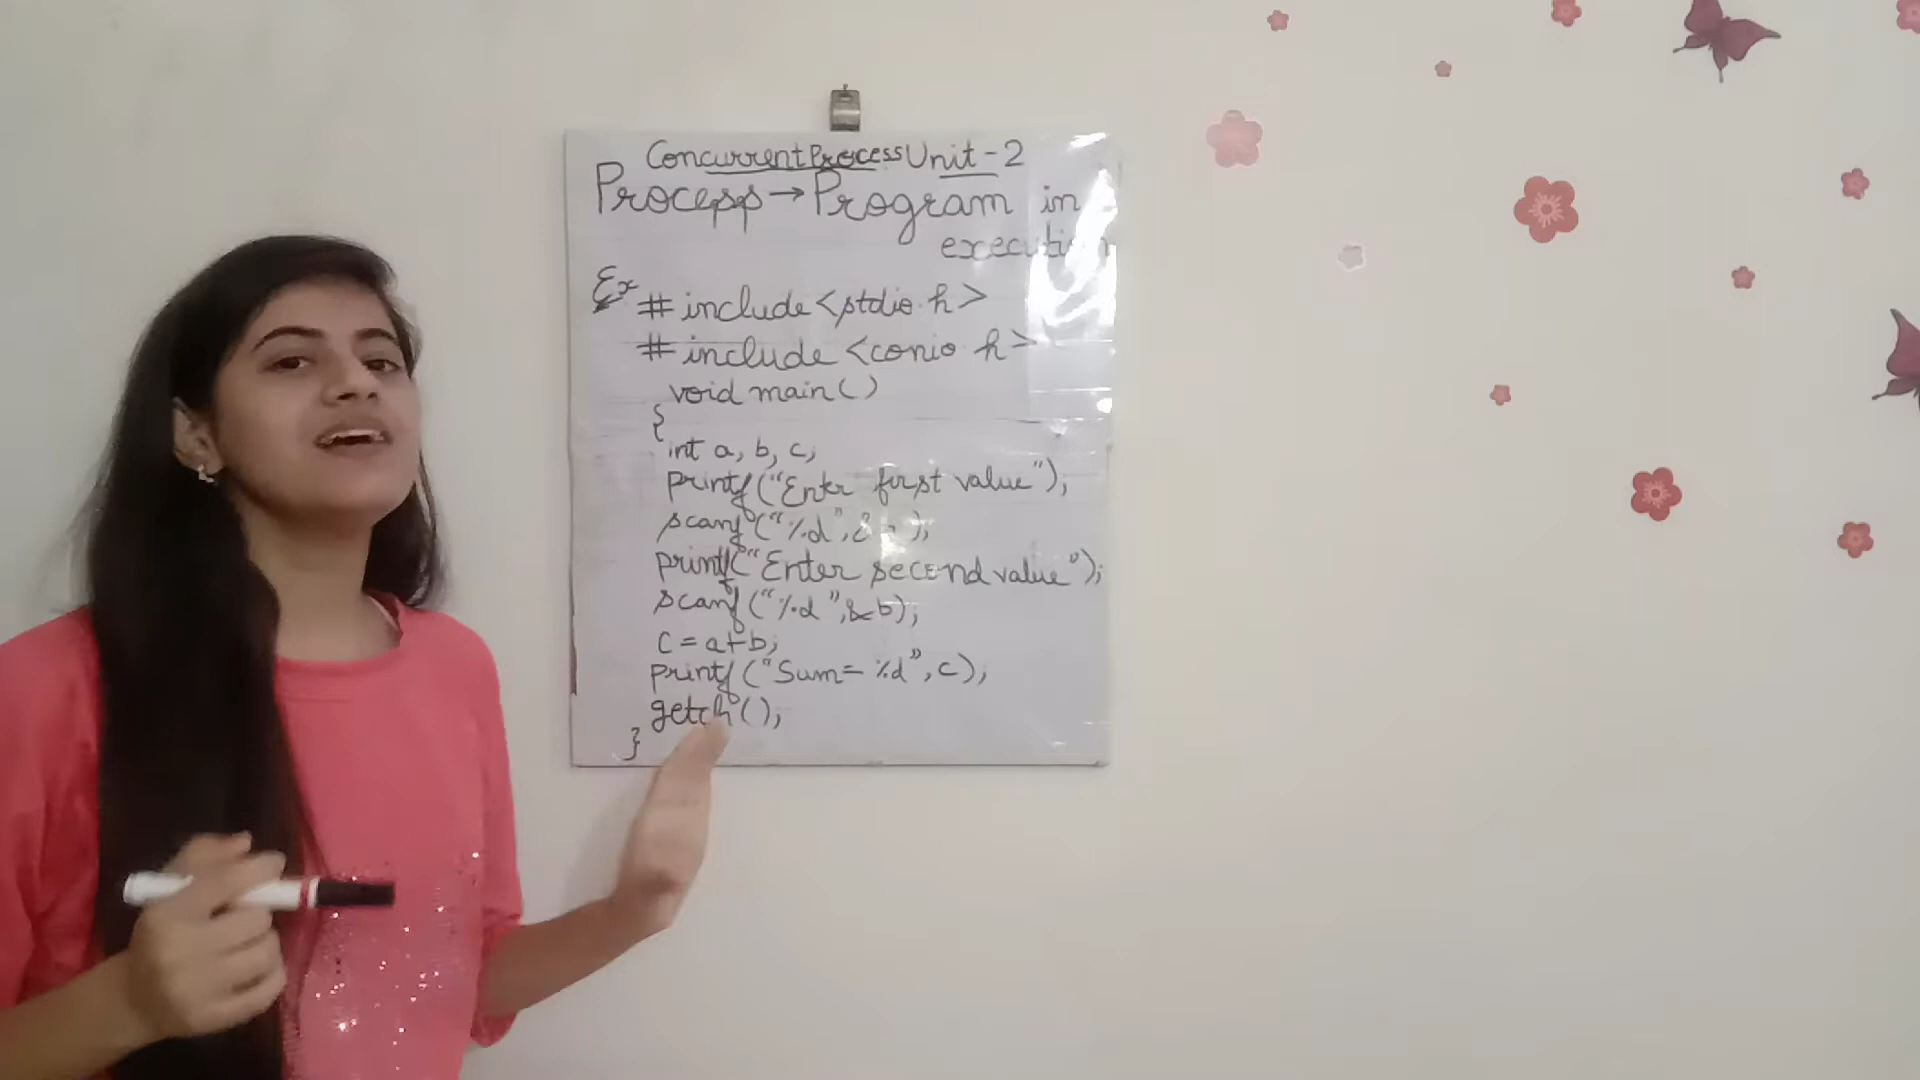 Concurrent Process Unit-2
Process → Program in
execution
Ex
# include <stdio.h>
# include <conio.h>
void main()
{
int a, b, c;
printf("Enter first value");
scanf("%d",& );
printf("Enter second value");
scanf("%d",&b);
c = a+b;
printf("Sum= %d",c);
getch();
}